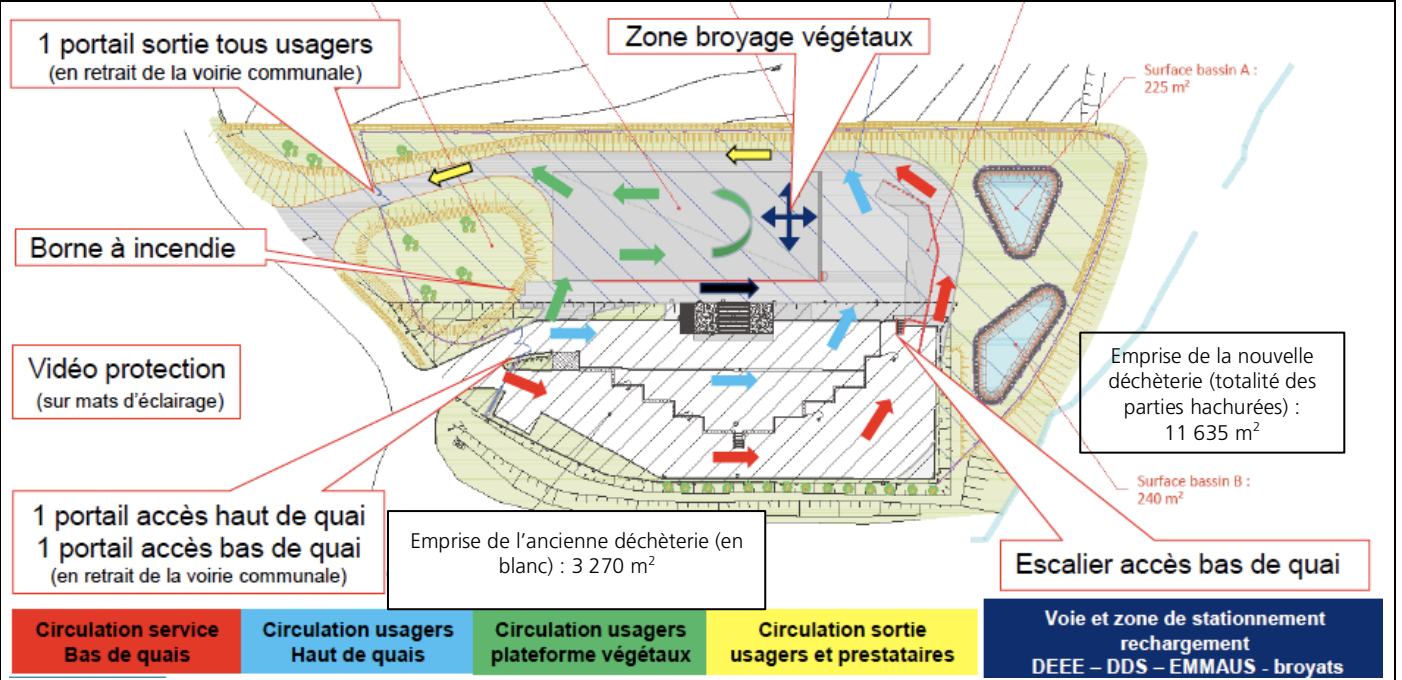 1 portail sortie tous usagers
(en retrait de la voirie communale)
Zone broyage végétaux
Surface bassin A :
225 m²
Borne à incendie
Vidéo protection
(sur mats d'éclairage)
Emprise de la nouvelle
déchèterie (totalité des
parties hachurées) :
11 635 m²
Surface bassin B :
240 m²
1 portail accès haut de quai
1 portail accès bas de quai
(en retrait de la voirie communale)
Emprise de l'ancienne déchèterie (en
blanc) : 3 270 m²
Escalier accès bas de quai
Circulation service
Bas de quais
Circulation usagers
Haut de quais
Circulation usagers
plateforme végétaux
Circulation sortie
usagers et prestataires
Voie et zone de stationnement
rechargement
DEEE – DDS – EMMAUS - broyats